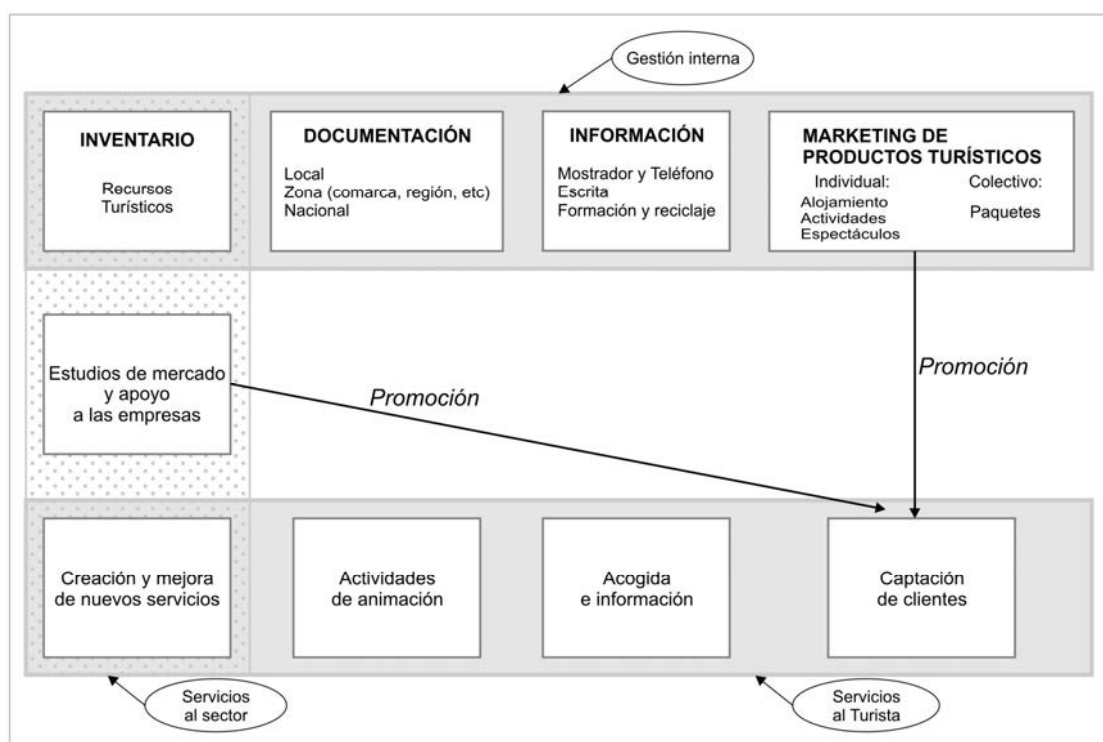 Gestión interna
INVENTARIO
Recursos
Turísticos
DOCUMENTACIÓN
Local
Zona (comarca, región, etc)
Nacional
INFORMACIÓN
Mostrador y Teléfono
Escrita
Formación y reciclaje
MARKETING DE
PRODUCTOS TURÍSTICOS
Individual:
Alojamiento
Actividades
Espectáculos
Colectivo:
Paquetes
Estudios de mercado
y apoyo
a las empresas
Promoción
Promoción
Creación y mejora
de nuevos servicios
Actividades
de animación
Acogida
e información
Captación
de clientes
Servicios
al sector
Servicios
al Turista